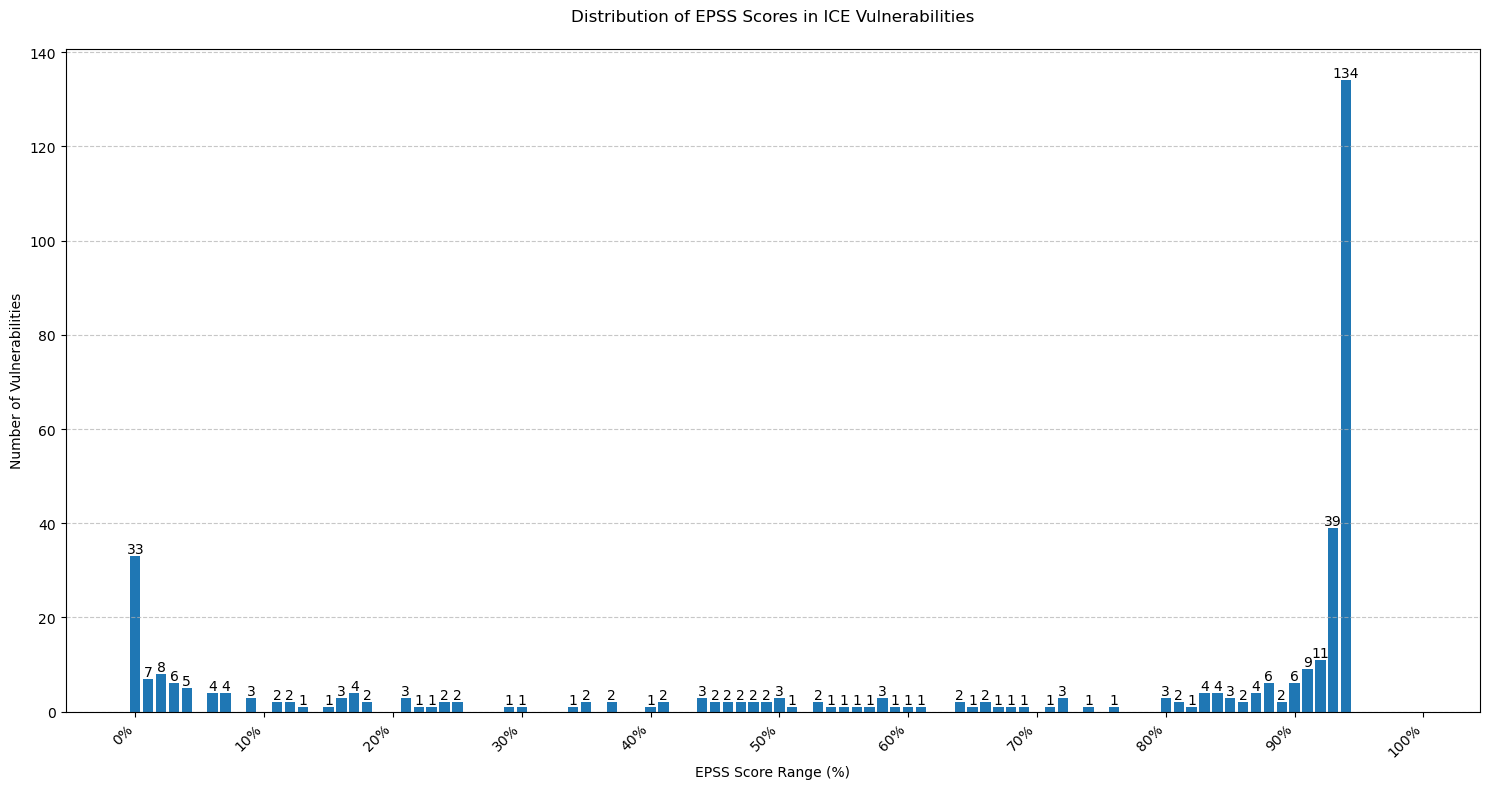 Distribution of EPSS Scores in ICE Vulnerabilities
Number of Vulnerabilities
140
120
100
80
60
40
20
0
33 7 8 6 5 4 4 3 2 2 1 1 3 4 2 3 1 1 2 2 1 1 1 2 2 1 2 3 2 2 2 2 2 3 1 2 1 1 1 1 3 1 1 1 2 1 2 1 1 1 1 3 1 1 3 2 1 4 4 3 2 4 6 2 6 9 11 39 134
0% 10% 20% 30% 40% 50% 60% 70% 80% 90% 100%
EPSS Score Range (%)